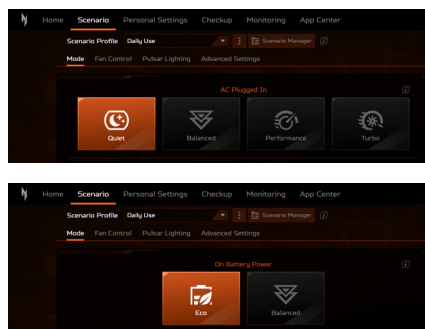 Home Scenario Personal Settings Checkup Monitoring App Center
Scenario Profile Daily Use Scenario Manager
Mode Fan Control Pulsar Lighting Advanced Settings
AC Plugged In
Quiet Balanced Performance Turbo
Home Scenario Personal Settings Checkup Monitoring App Center
Scenario Profile Daily Use Scenario Manager
Mode Fan Control Pulsar Lighting Advanced Settings
On Battery Power
Eco Balanced